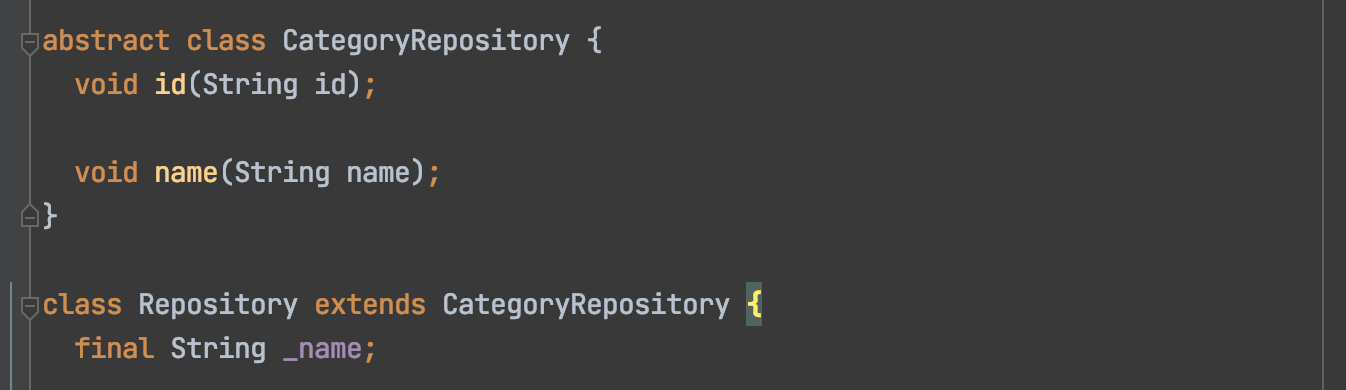 abstract class CategoryRepository {
void id(String id);
void name(String name);
}
class Repository extends CategoryRepository {
final String _name;